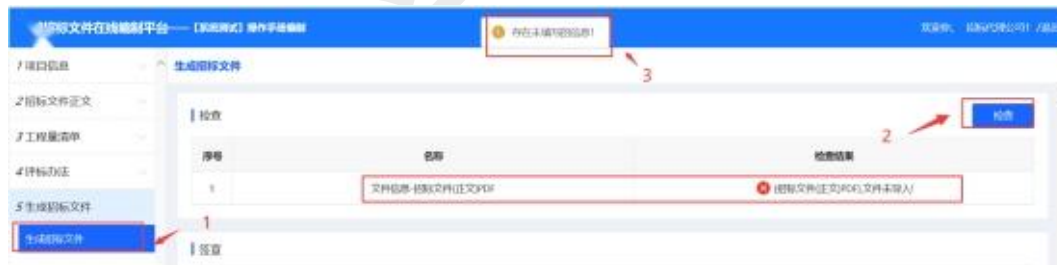 招标文件在线编制平台—— 【系统测试】操作手册编制
存在未填写的信息！
欢迎您， 招标代理公司1 /退出
3
1项目信息
生成招标文件
2招标文件正文
检查
检查
2
3工程量清单
序号 名称 检查结果
4评标办法
1 文件信息-招标文件(正文)PDF [招标文件(正文)PDF],文件未导入/
5生成招标文件
1
生成招标文件
签章